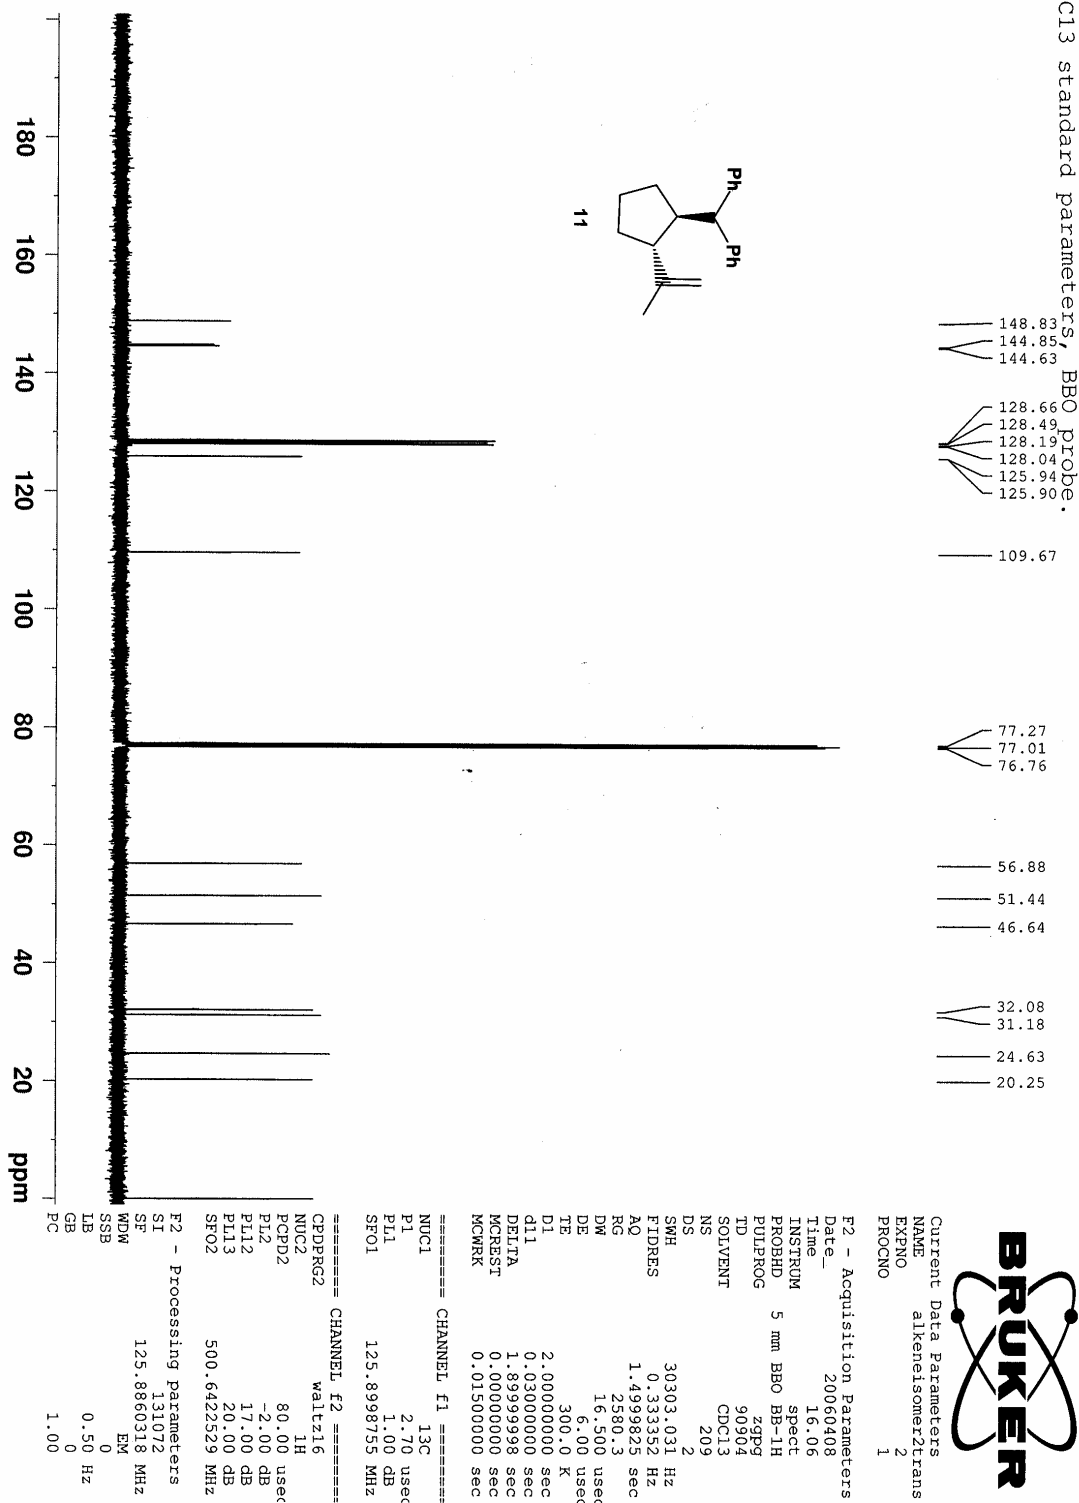 C13 standard parameters, BBO probe.
148.83
144.85
144.63
128.66
128.49
128.19
128.04
125.94
125.90
109.67
77.27
77.01
76.76
56.88
51.44
46.64
32.08
31.18
24.63
20.25
BRUKER
Ph
Ph
11
Current Data Parameters
NAME alkeneisomer2trans
EXPNO 2
PROCNO 1
F2 - Acquisition Parameters
Date_ 20060408
Time 16.06
INSTRUM spect
PROBHD 5 mm BBO BB-1H
PULPROG zgpg
TD 90904
SOLVENT CDCl3
NS 209
DS 2
SWH 30303.031 Hz
FIDRES 0.333352 Hz
AQ 1.4999825 sec
RG 2580.3
DW 16.500 usec
DE 6.00 usec
TE 300.0 K
D1 2.00000000 sec
d11 0.03000000 sec
DELTA 1.89999998 sec
MCREST 0.00000000 sec
MCWRK 0.01500000 sec
======== CHANNEL f1 ========
NUC1 13C
P1 2.70 usec
PL1 1.00 dB
SFO1 125.8998755 MHz
======== CHANNEL f2 ========
CPDPRG2 waltz16
NUC2 1H
PCPD2 80.00 usec
PL2 -2.00 dB
PL12 17.00 dB
PL13 20.00 dB
SFO2 500.6422529 MHz
F2 - Processing parameters
SI 131072
SF 125.8860318 MHz
WDW EM
SSB 0
LB 0.50 Hz
GB 0
PC 1.00
180 160 140 120 100 80 60 40 20 ppm